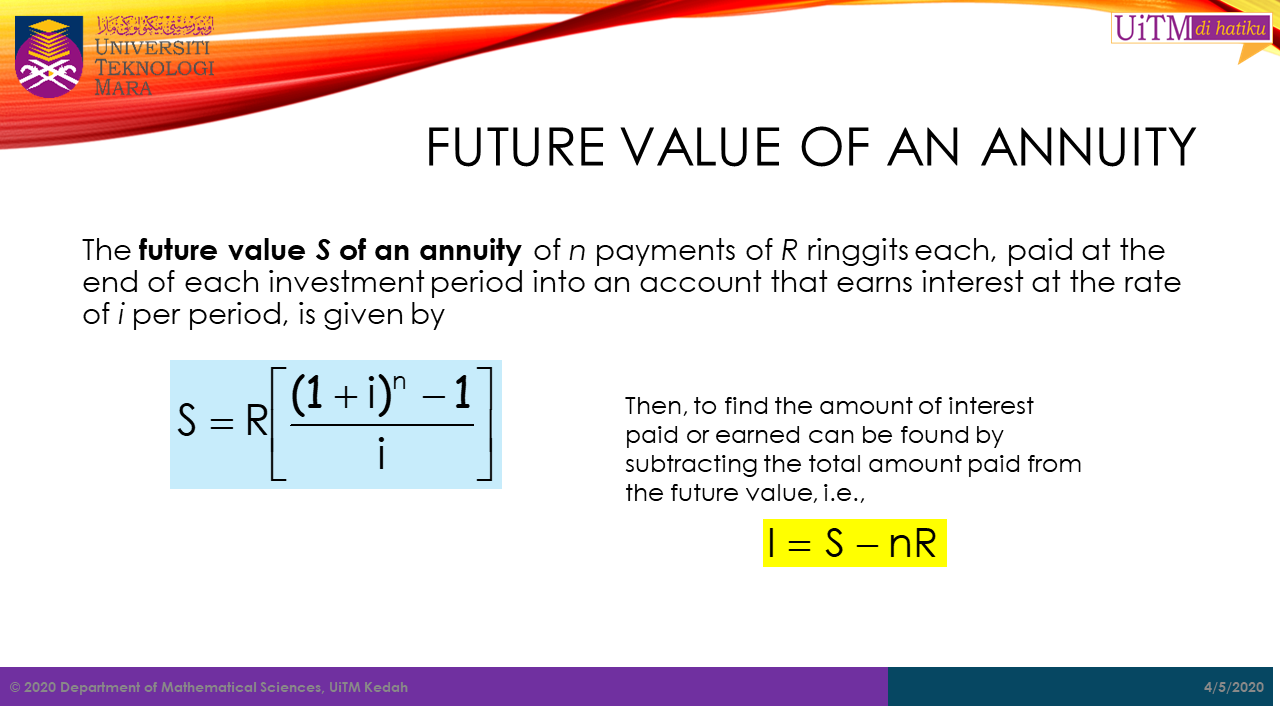 UNIVERSITI
TEKNOLOGI
MARA
UiTM di hatiku
FUTURE VALUE OF AN ANNUITY
The future value S of an annuity of n payments of R ringgits each, paid at the
end of each investment period into an account that earns interest at the rate
of i per period, is given by
S = R[((1 + i)^n − 1) / i]
Then, to find the amount of interest
paid or earned can be found by
subtracting the total amount paid from
the future value, i.e.,
I = S − nR
© 2020 Department of Mathematical Sciences, UiTM Kedah
4/5/2020